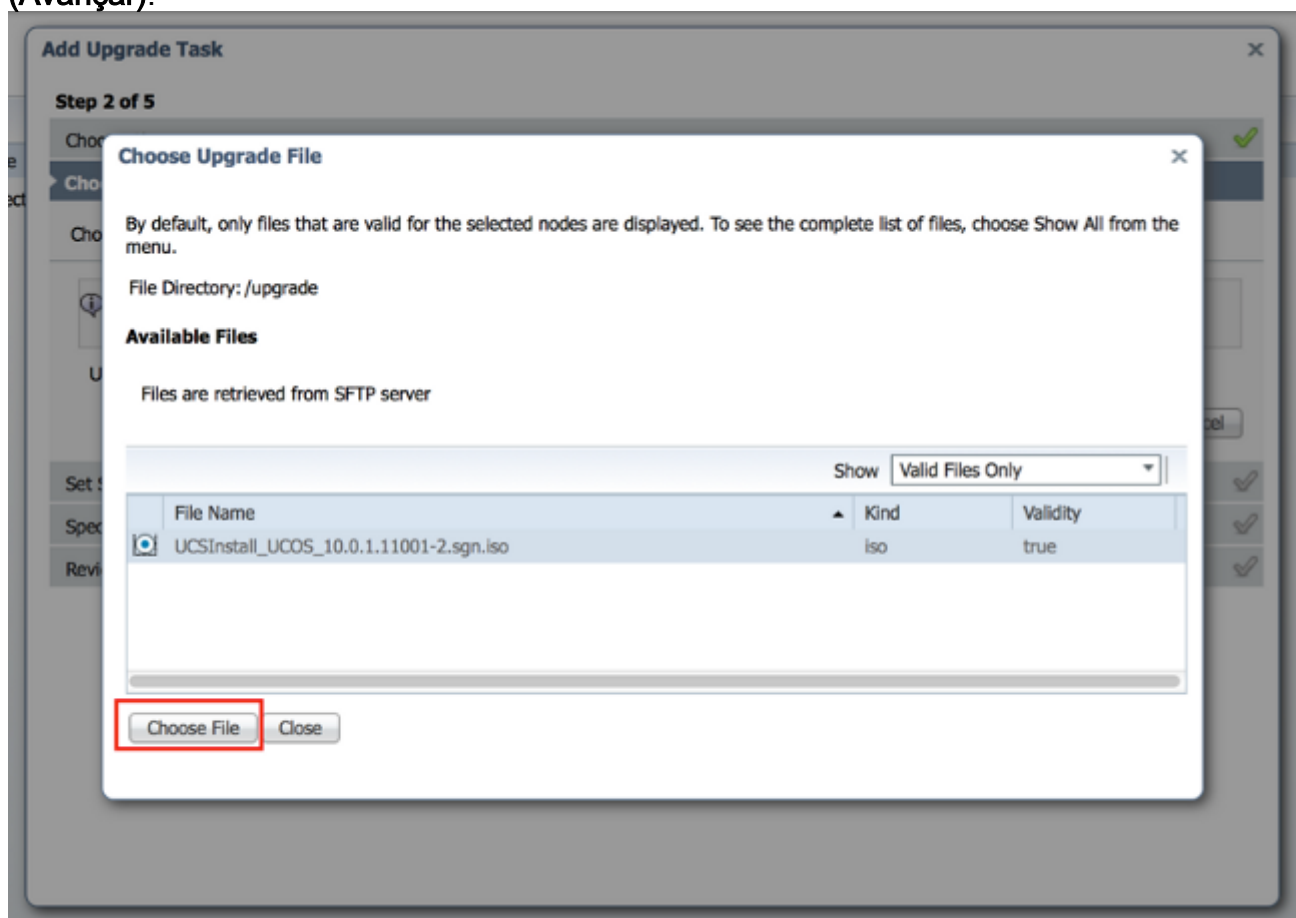 (Avançar).
Add Upgrade Task
Step 2 of 5
Choose Upgrade File
By default, only files that are valid for the selected nodes are displayed. To see the complete list of files, choose Show All from the
menu.
File Directory: /upgrade
Available Files
Files are retrieved from SFTP server
Show Valid Files Only
File Name Kind Validity
UCSInstall_UCOS_10.0.1.11001-2.sgn.iso iso true
Choose File Close